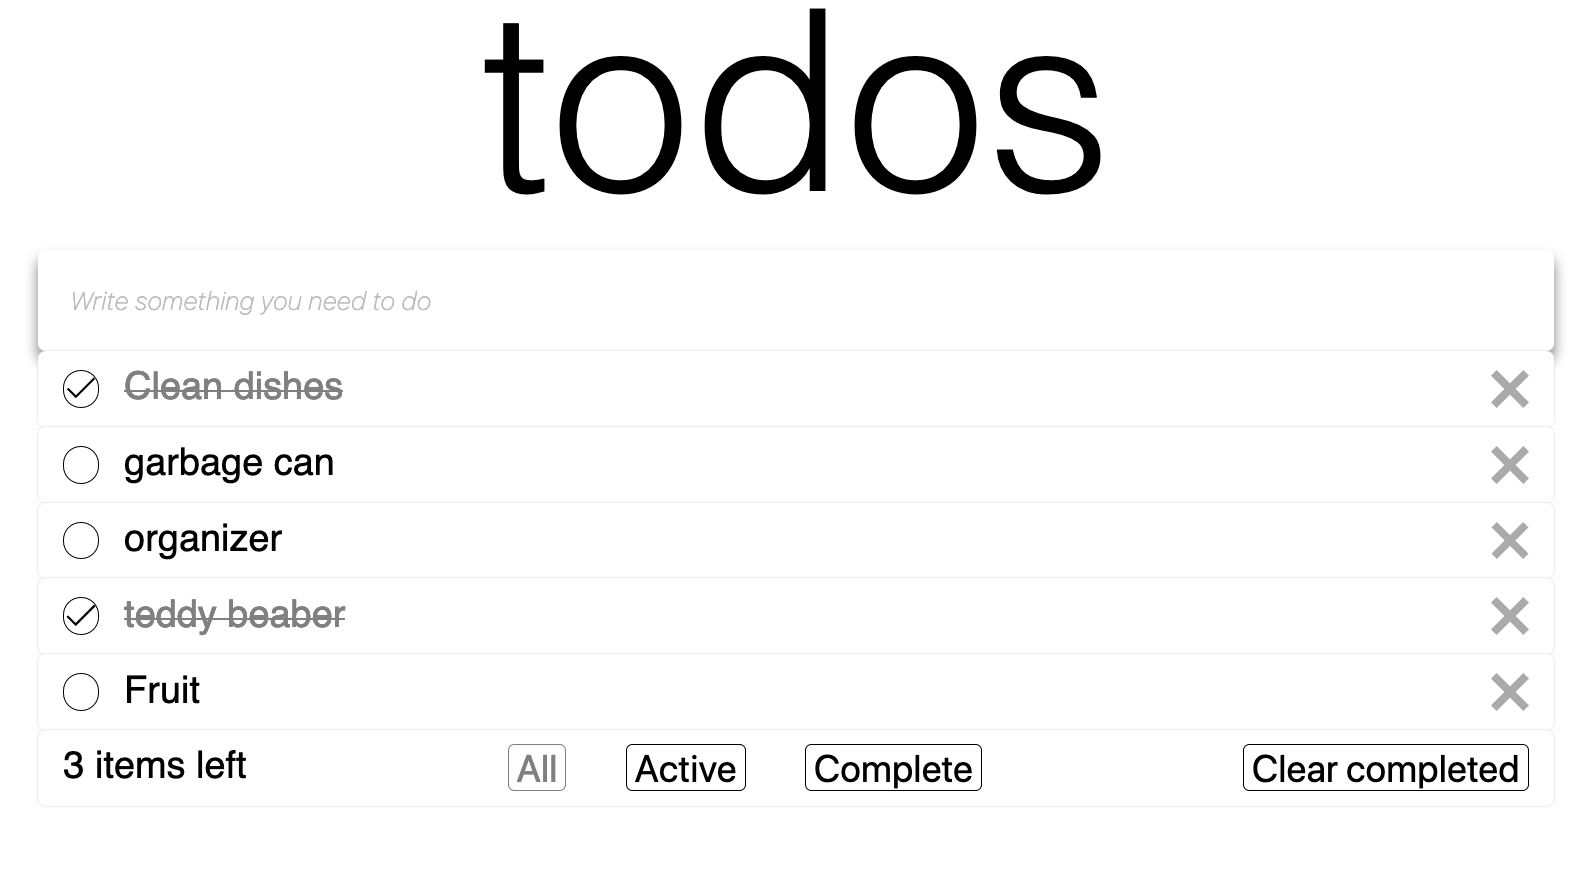 todos
Write something you need to do
Clean dishes
garbage can
organizer
teddy beaber
Fruit
3 items left All Active Complete Clear completed